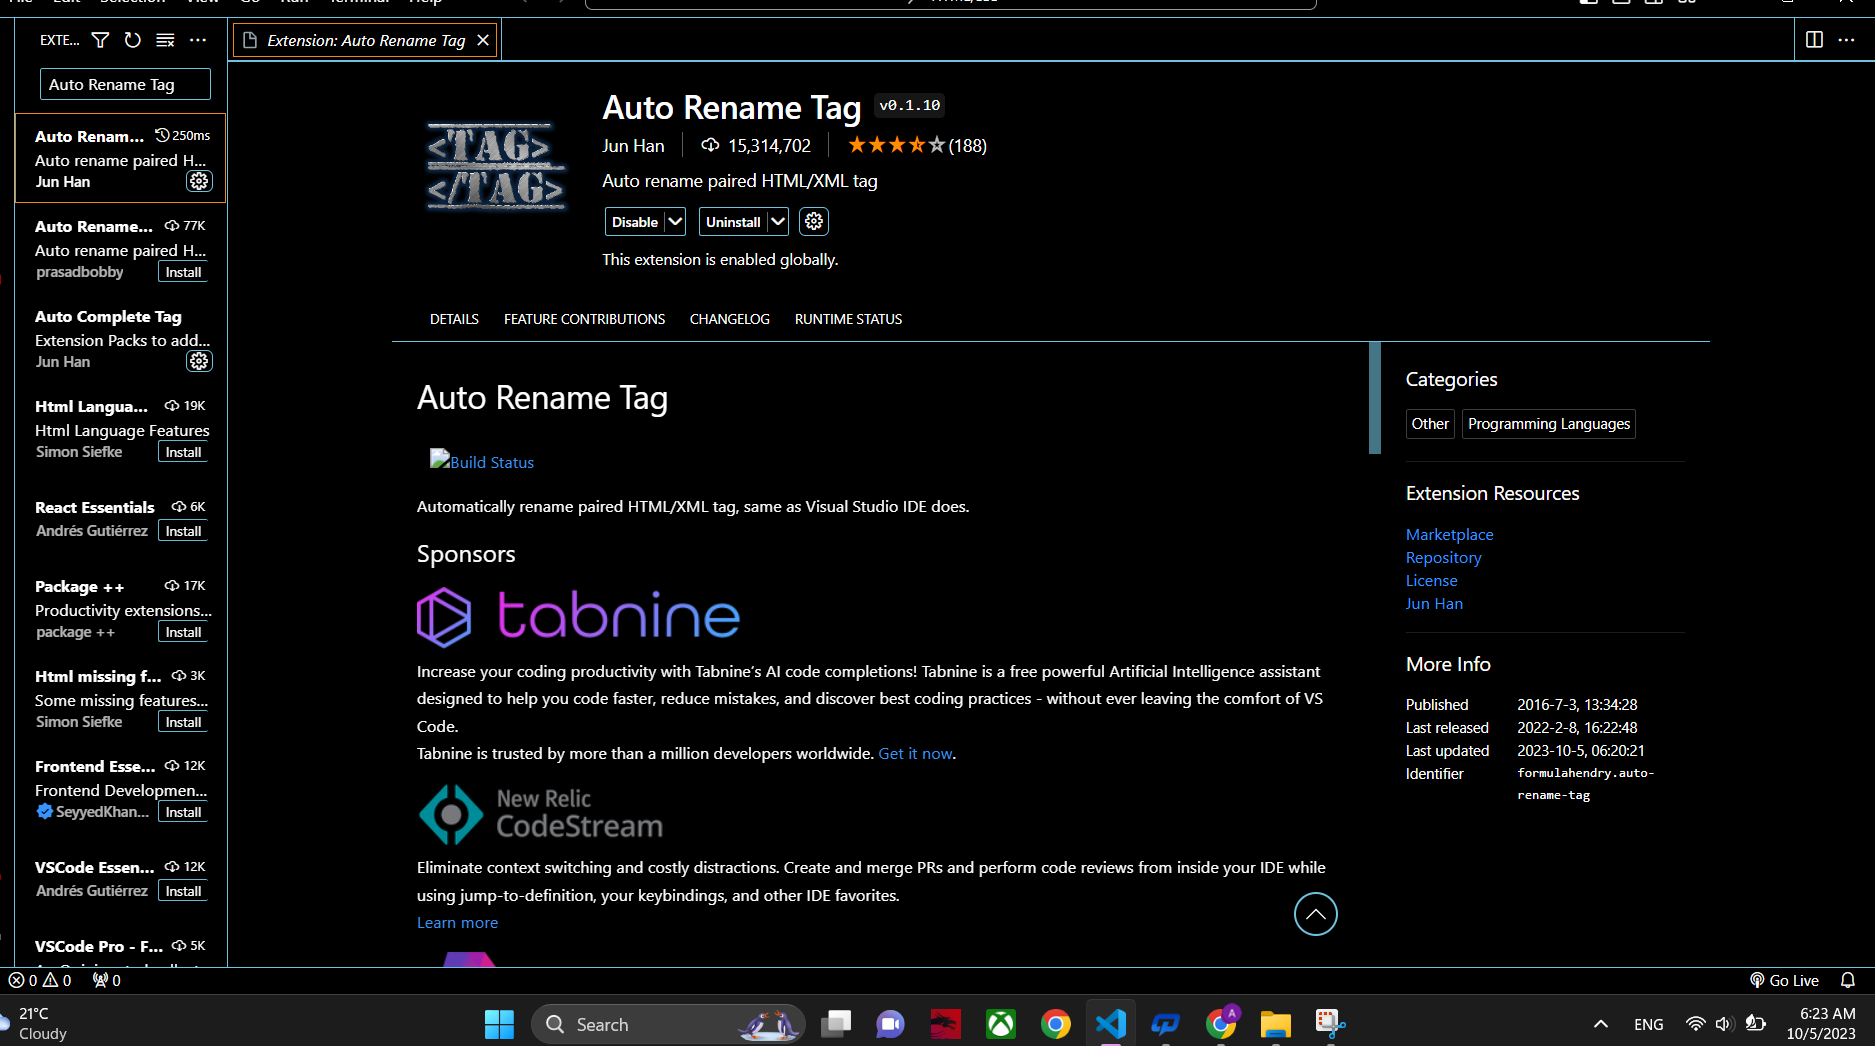 File Edit Selection View Go Run Terminal Help
EXTE...
Extension: Auto Rename Tag
Auto Rename Tag
Auto Renam... 250ms
Auto rename paired H...
Jun Han
Auto Rename... 77K
Auto rename paired H...
prasadbobby Install
Auto Complete Tag
Extension Packs to add...
Jun Han
Html Langua... 19K
Html Language Features
Simon Siefke Install
React Essentials 6K
Andrés Gutiérrez Install
Package ++ 17K
Productivity extensions...
package ++ Install
Html missing f... 3K
Some missing features...
Simon Siefke Install
Frontend Esse... 12K
Frontend Developmen...
SeyyedKhan... Install
VSCode Essen... 12K
Andrés Gutiérrez Install
VSCode Pro - F... 5K
<TAG>
</TAG>
Auto Rename Tag v0.1.10
Jun Han 15,314,702 (188)
Auto rename paired HTML/XML tag
Disable Uninstall
This extension is enabled globally.
DETAILS FEATURE CONTRIBUTIONS CHANGELOG RUNTIME STATUS
Auto Rename Tag
Build Status
Automatically rename paired HTML/XML tag, same as Visual Studio IDE does.
Sponsors
tabnine
Increase your coding productivity with Tabnine's AI code completions! Tabnine is a free powerful Artificial Intelligence assistant
designed to help you code faster, reduce mistakes, and discover best coding practices - without ever leaving the comfort of VS
Code.
Tabnine is trusted by more than a million developers worldwide. Get it now.
New Relic
CodeStream
Eliminate context switching and costly distractions. Create and merge PRs and perform code reviews from inside your IDE while
using jump-to-definition, your keybindings, and other IDE favorites.
Learn more
Categories
Other Programming Languages
Extension Resources
Marketplace
Repository
License
Jun Han
More Info
Published 2016-7-3, 13:34:28
Last released 2022-2-8, 16:22:48
Last updated 2023-10-5, 06:20:21
Identifier formulahendry.auto-
rename-tag
0 0 0
Go Live
21°C
Cloudy
Search
A
ENG
6:23 AM
10/5/2023